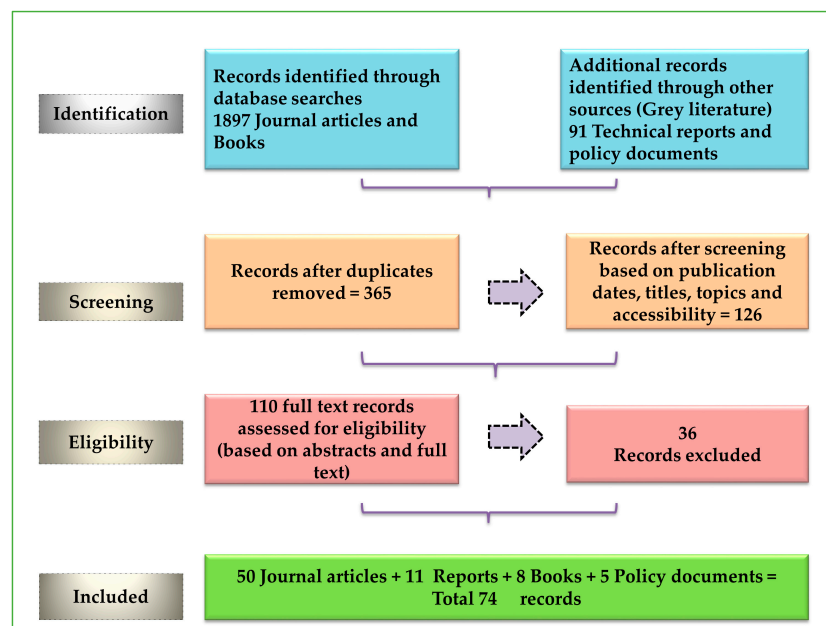 Identification
Records identified through
database searches
1897 Journal articles and
Books
Additional records
identified through other
sources (Grey literature)
91 Technical reports and
policy documents
Screening
Records after duplicates
removed = 365
Records after screening
based on publication
dates, titles, topics and
accessibility = 126
Eligibility
110 full text records
assessed for eligibility
(based on abstracts and full
text)
36
Records excluded
Included
50 Journal articles + 11 Reports + 8 Books + 5 Policy documents =
Total 74 records